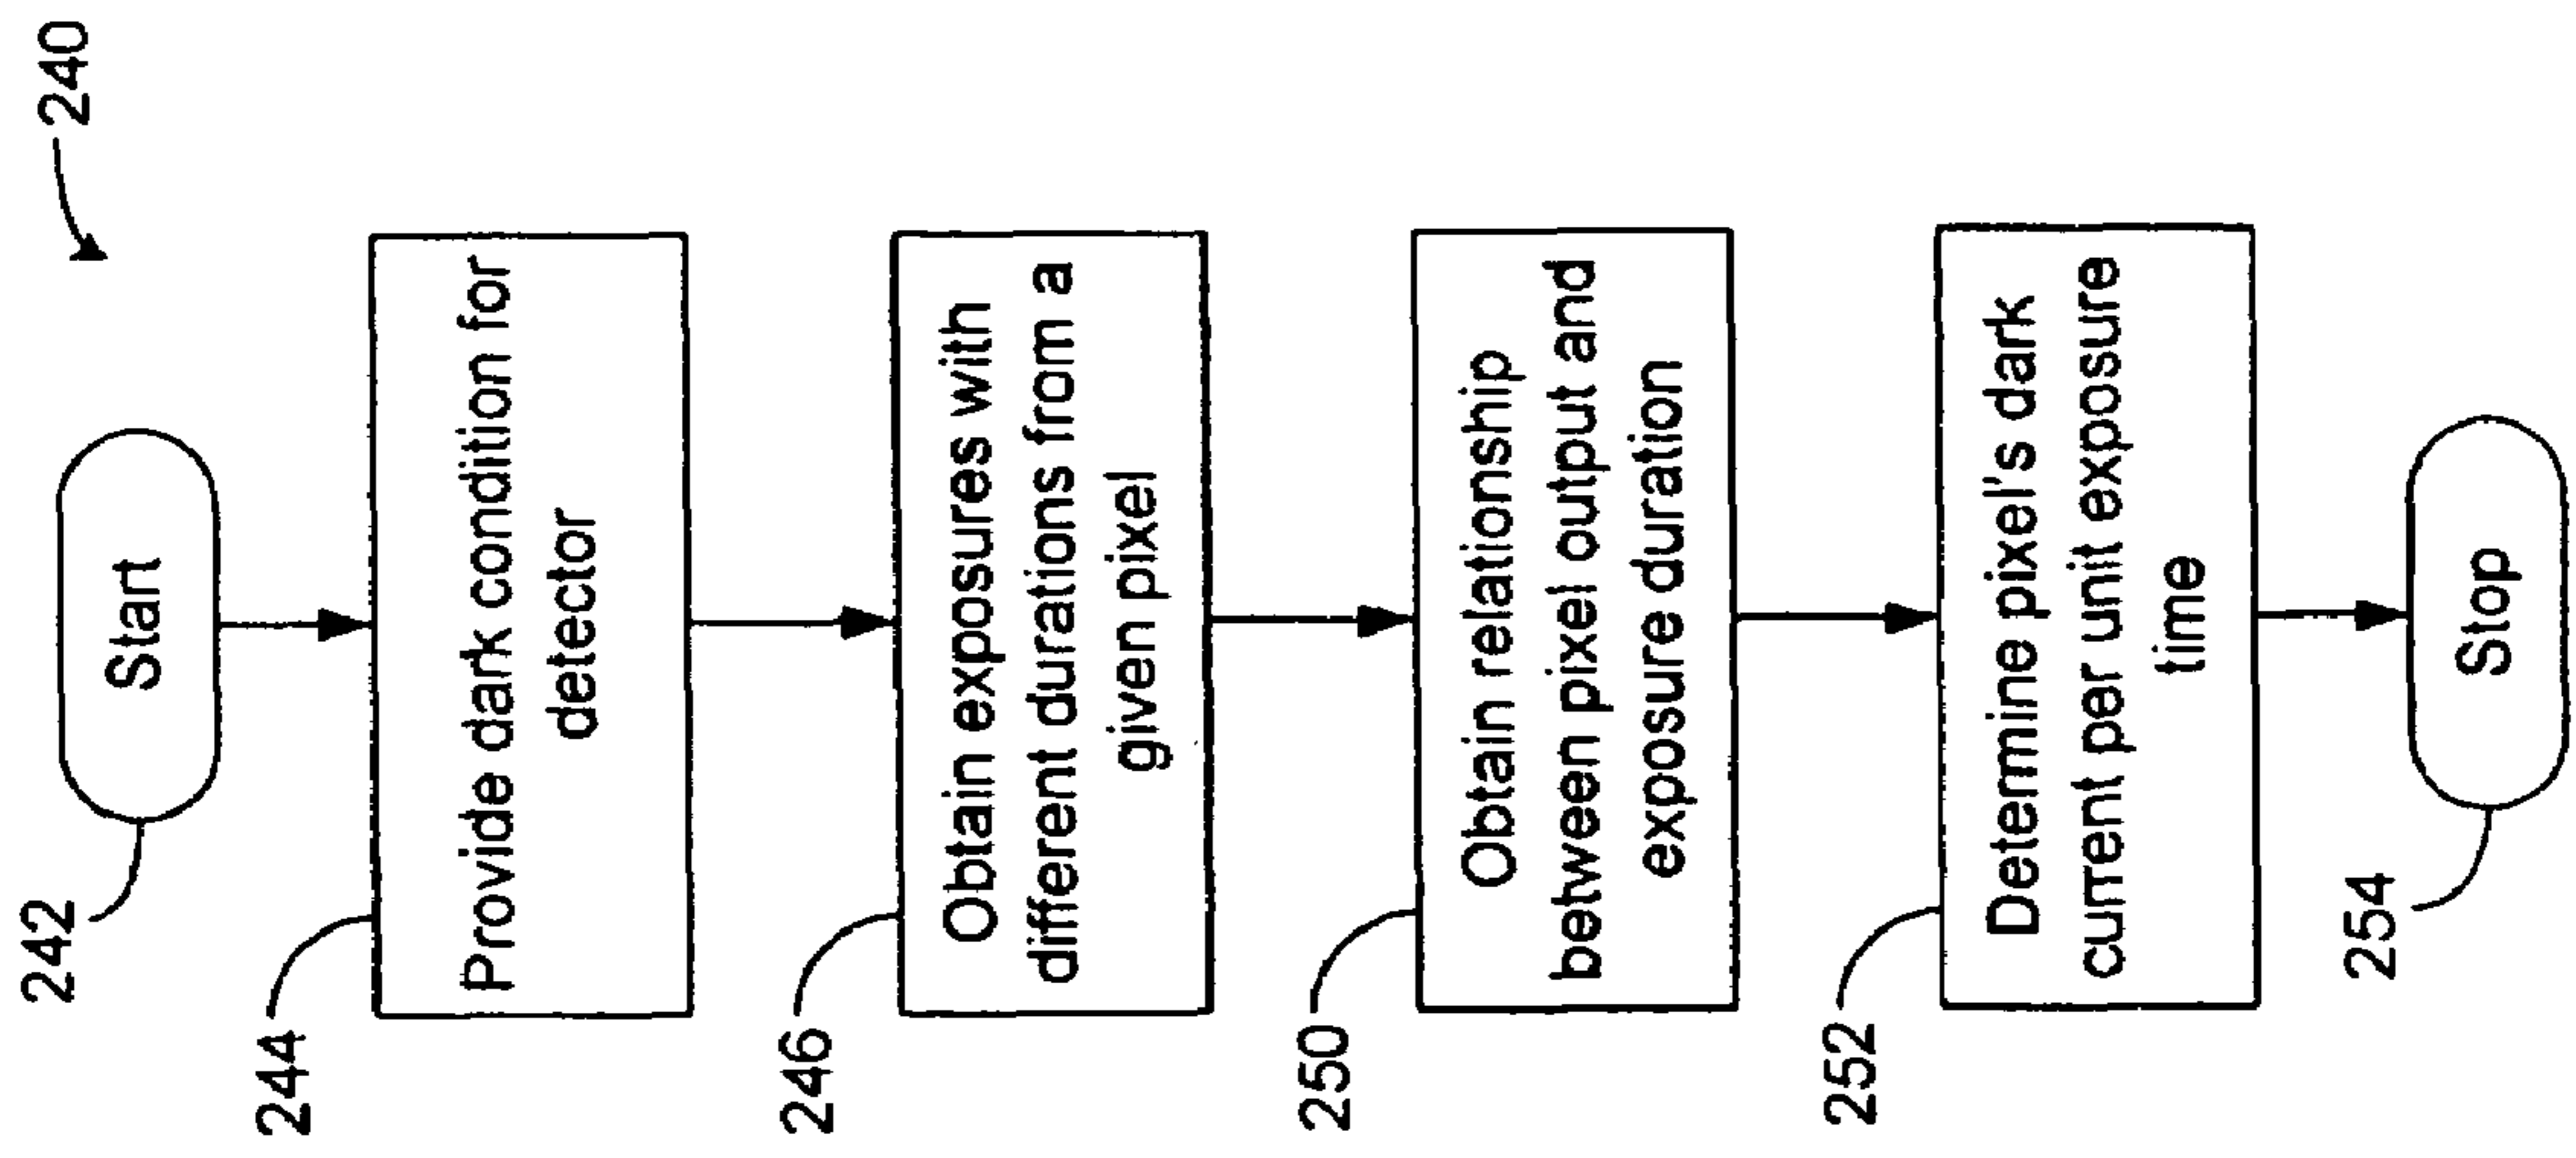 240
242
Start
244
Provide dark condition for
detector
246
Obtain exposures with
different durations from a
given pixel
250
Obtain relationship
between pixel output and
exposure duration
252
Determine pixel's dark
current per unit exposure
time
254
Stop